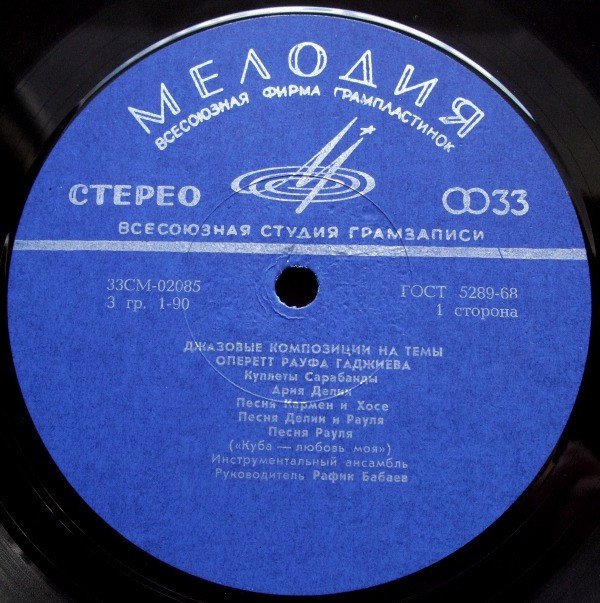 МЕЛОДИЯ
ВСЕСОЮЗНАЯ ФИРМА ГРАМПЛАСТИНОК
СТЕРЕО
33
ВСЕСОЮЗНАЯ СТУДИЯ ГРАМЗАПИСИ
33СМ-02085
3 гр. 1-90
ГОСТ 5289-68
1 сторона
ДЖАЗОВЫЕ КОМПОЗИЦИИ НА ТЕМЫ
ОПЕРЕТТ РАУФА ГАДЖИЕВА
Куплеты Сарабанды
Ария Делии
Песня Кармен и Хосе
Песня Делии и Рауля
Песня Рауля
(«Куба — любовь моя»)
Инструментальный ансамбль
Руководитель Рафик Бабаев